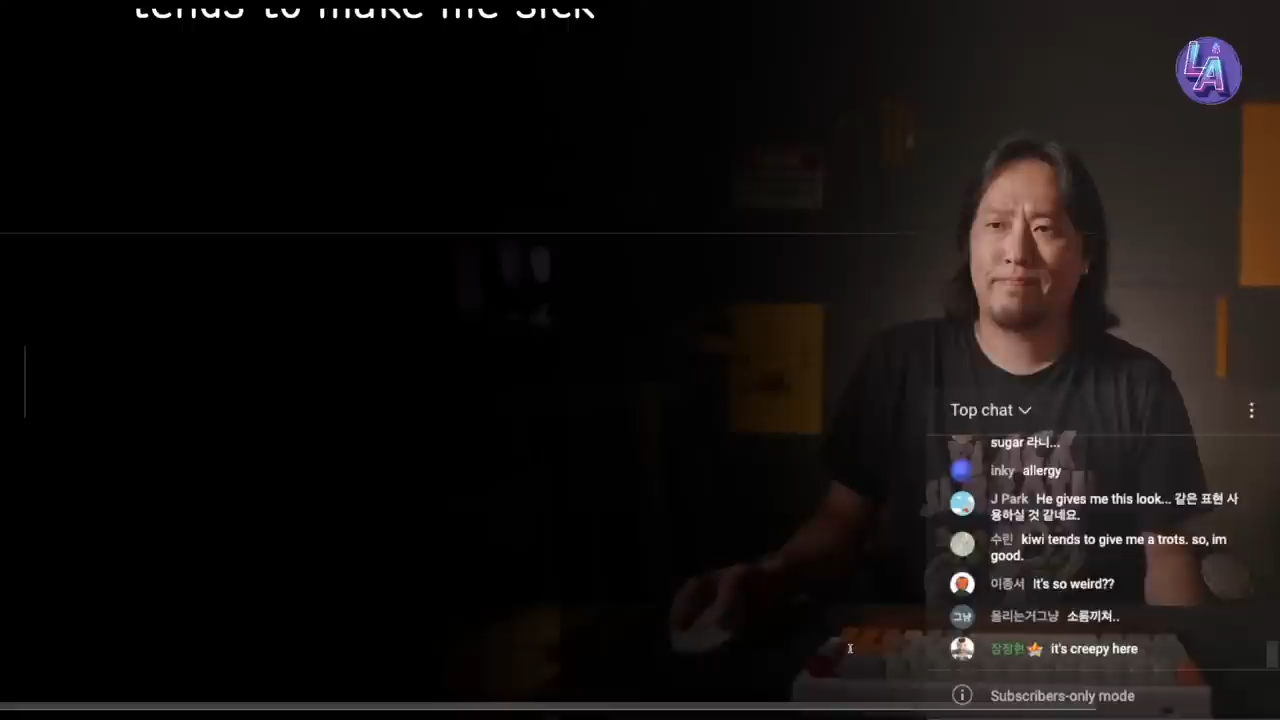 tends to make me sick
LA
Top chat
sugar 라니...
inky allergy
J Park He gives me this look... 같은 표현 사
용하실 것 같네요.
수린 kiwi tends to give me a trots. so, im
good.
이종서 It's so weird??
그냥 올리는거그냥 소름끼쳐..
장정현 it's creepy here
Subscribers-only mode